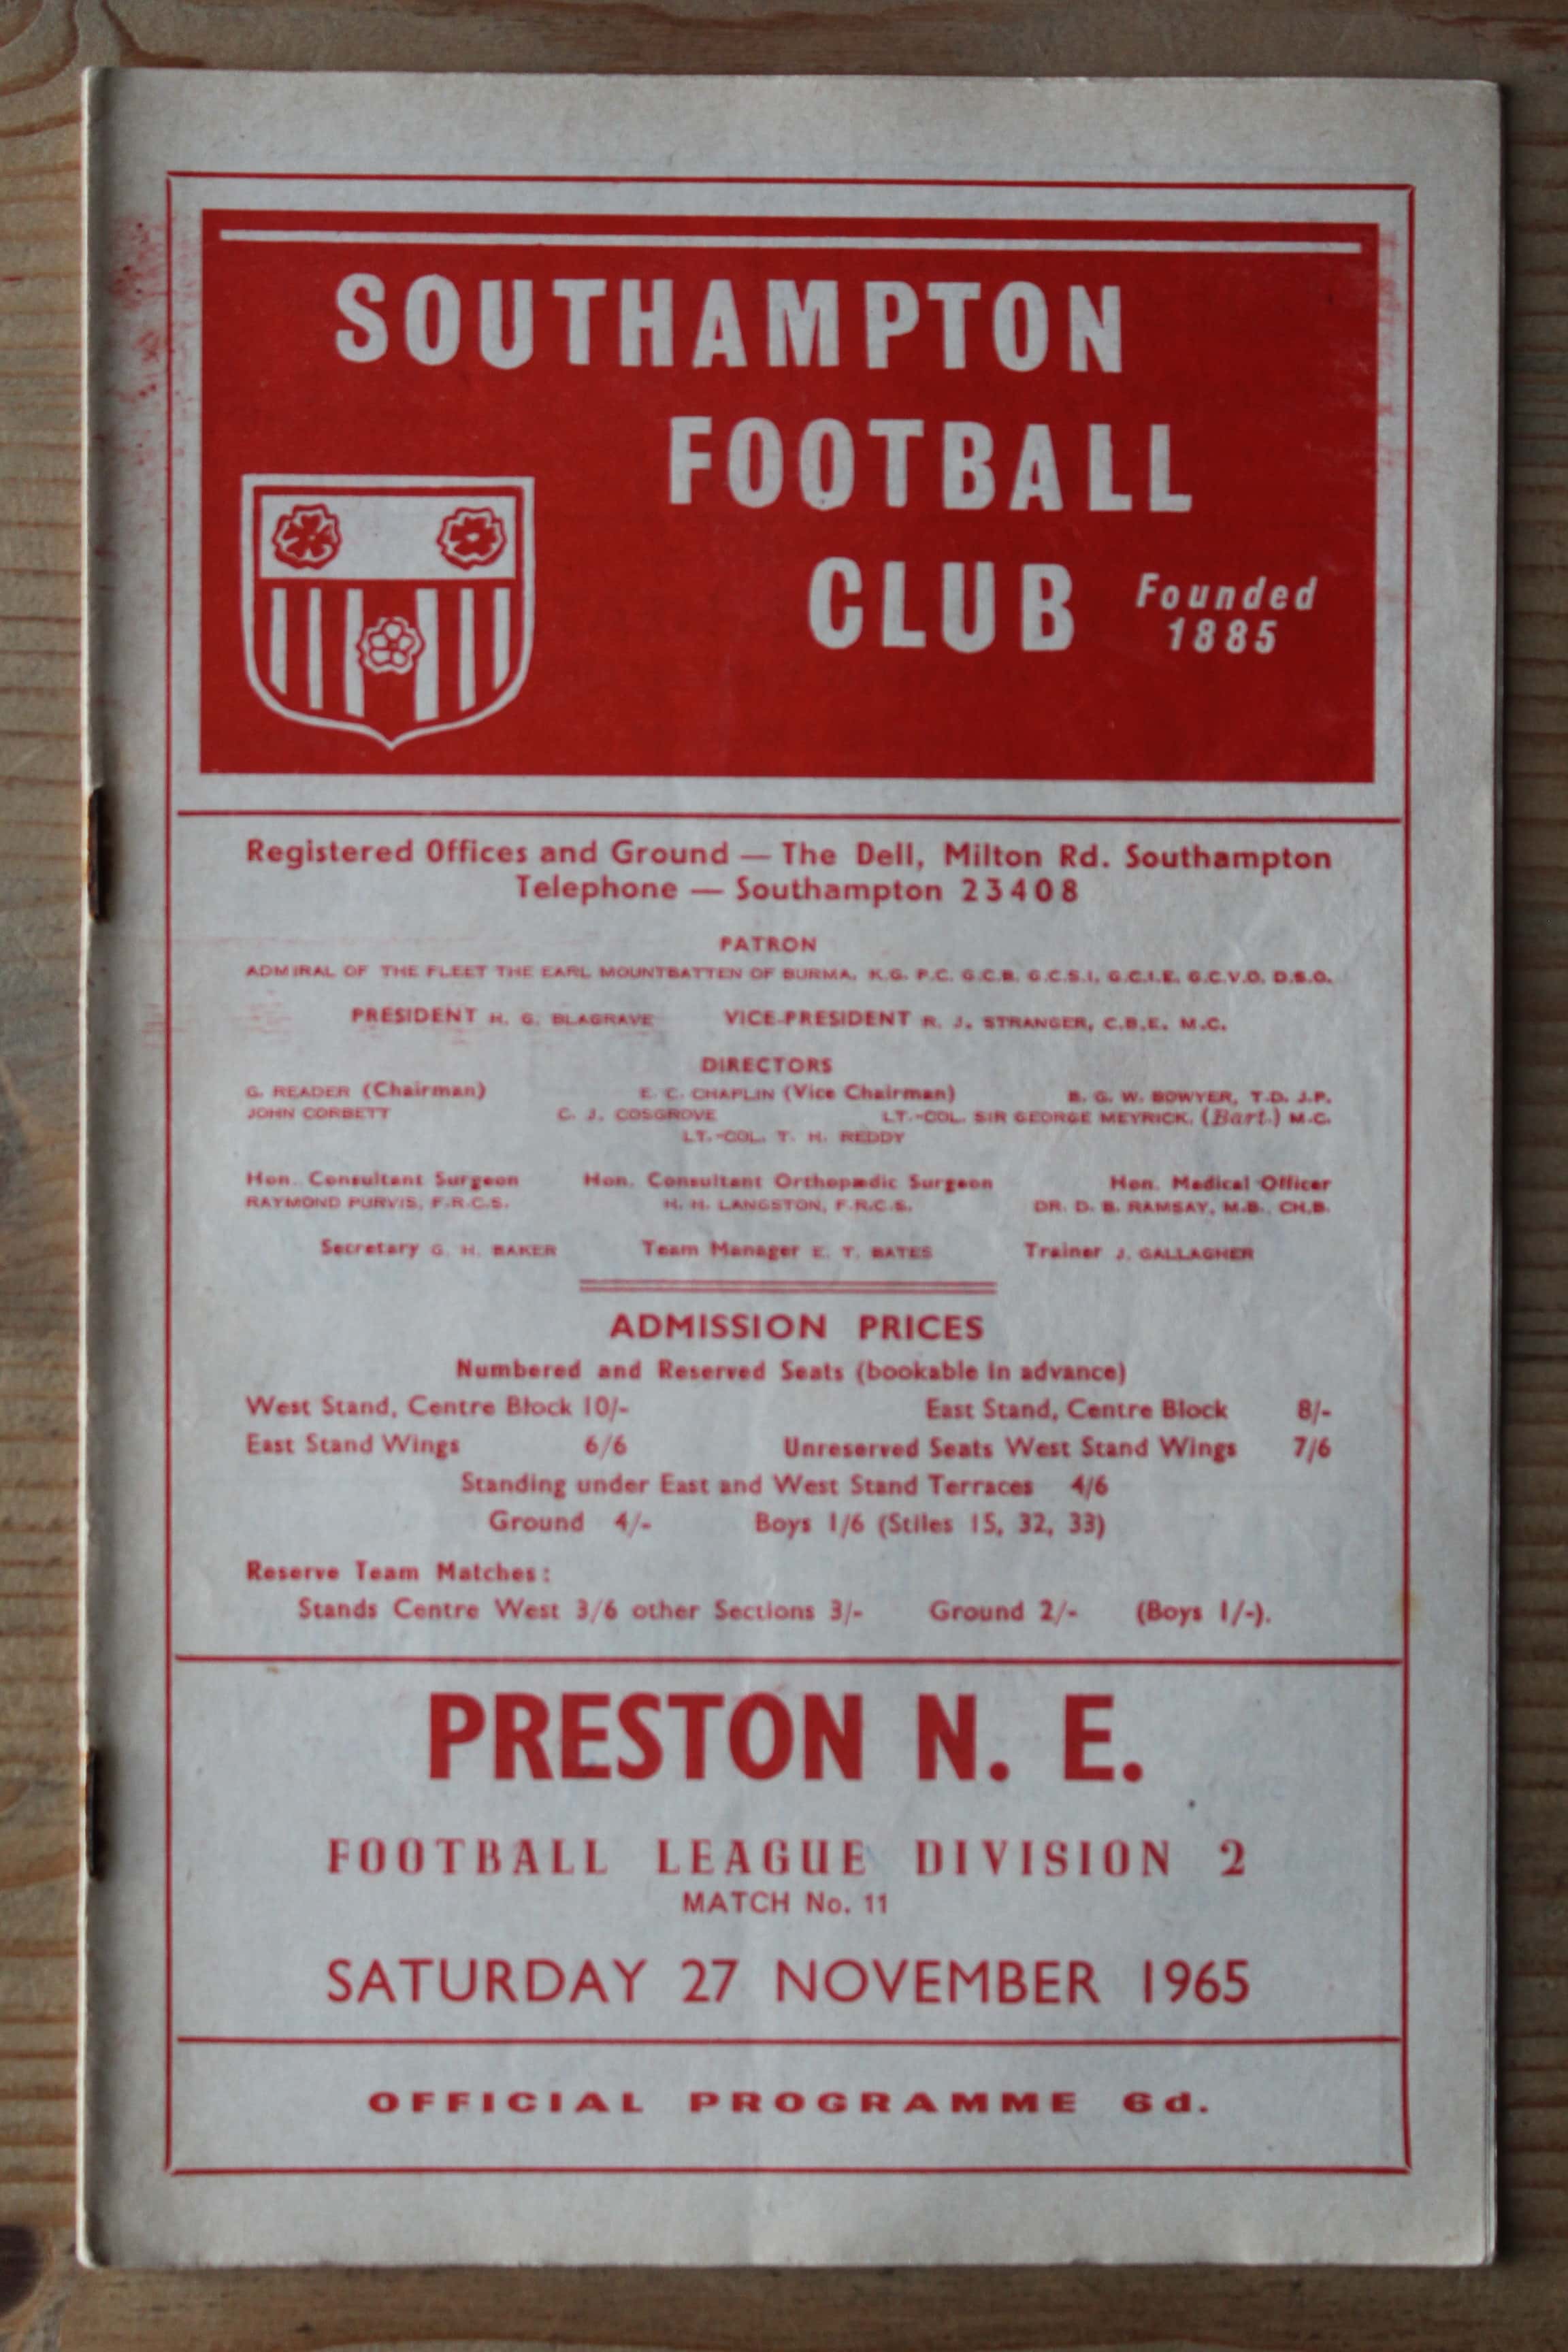 SOUTHAMPTON
FOOTBALL
CLUB Founded
1885
Registered Offices and Ground — The Dell, Milton Rd. Southampton
Telephone — Southampton 23408
PATRON
ADMIRAL OF THE FLEET THE EARL MOUNTBATTEN OF BURMA, K.G. P.C. G.C.B. G.C.S.I. G.C.I.E. G.C.V.O. D.S.O.
PRESIDENT H. G. BLAGRAVE VICE-PRESIDENT R. J. STRANGER, C.B.E. M.C.
DIRECTORS
G. READER (Chairman) E. C. CHAPLIN (Vice Chairman) B. G. W. BOWYER, T.D. J.P.
JOHN CORBETT C. J. COSGROVE LT.-COL. SIR GEORGE MEYRICK, (Bart.) M.C.
LT.-COL. T. H. REDDY
Hon. Consultant Surgeon Hon. Consultant Orthopædic Surgeon Hon. Medical Officer
RAYMOND PURVIS, F.R.C.S. H. H. LANGSTON, F.R.C.S. DR. D. B. RAMSAY, M.B., CH.B.
Secretary G. H. BAKER Team Manager E. T. BATES Trainer J. GALLAGHER
ADMISSION PRICES
Numbered and Reserved Seats (bookable in advance)
West Stand, Centre Block 10/- East Stand, Centre Block 8/-
East Stand Wings 6/6 Unreserved Seats West Stand Wings 7/6
Standing under East and West Stand Terraces 4/6
Ground 4/- Boys 1/6 (Stiles 15, 32, 33)
Reserve Team Matches:
Stands Centre West 3/6 other Sections 3/- Ground 2/- (Boys 1/-).
PRESTON N. E.
FOOTBALL LEAGUE DIVISION 2
MATCH No. 11
SATURDAY 27 NOVEMBER 1965
OFFICIAL PROGRAMME 6d.